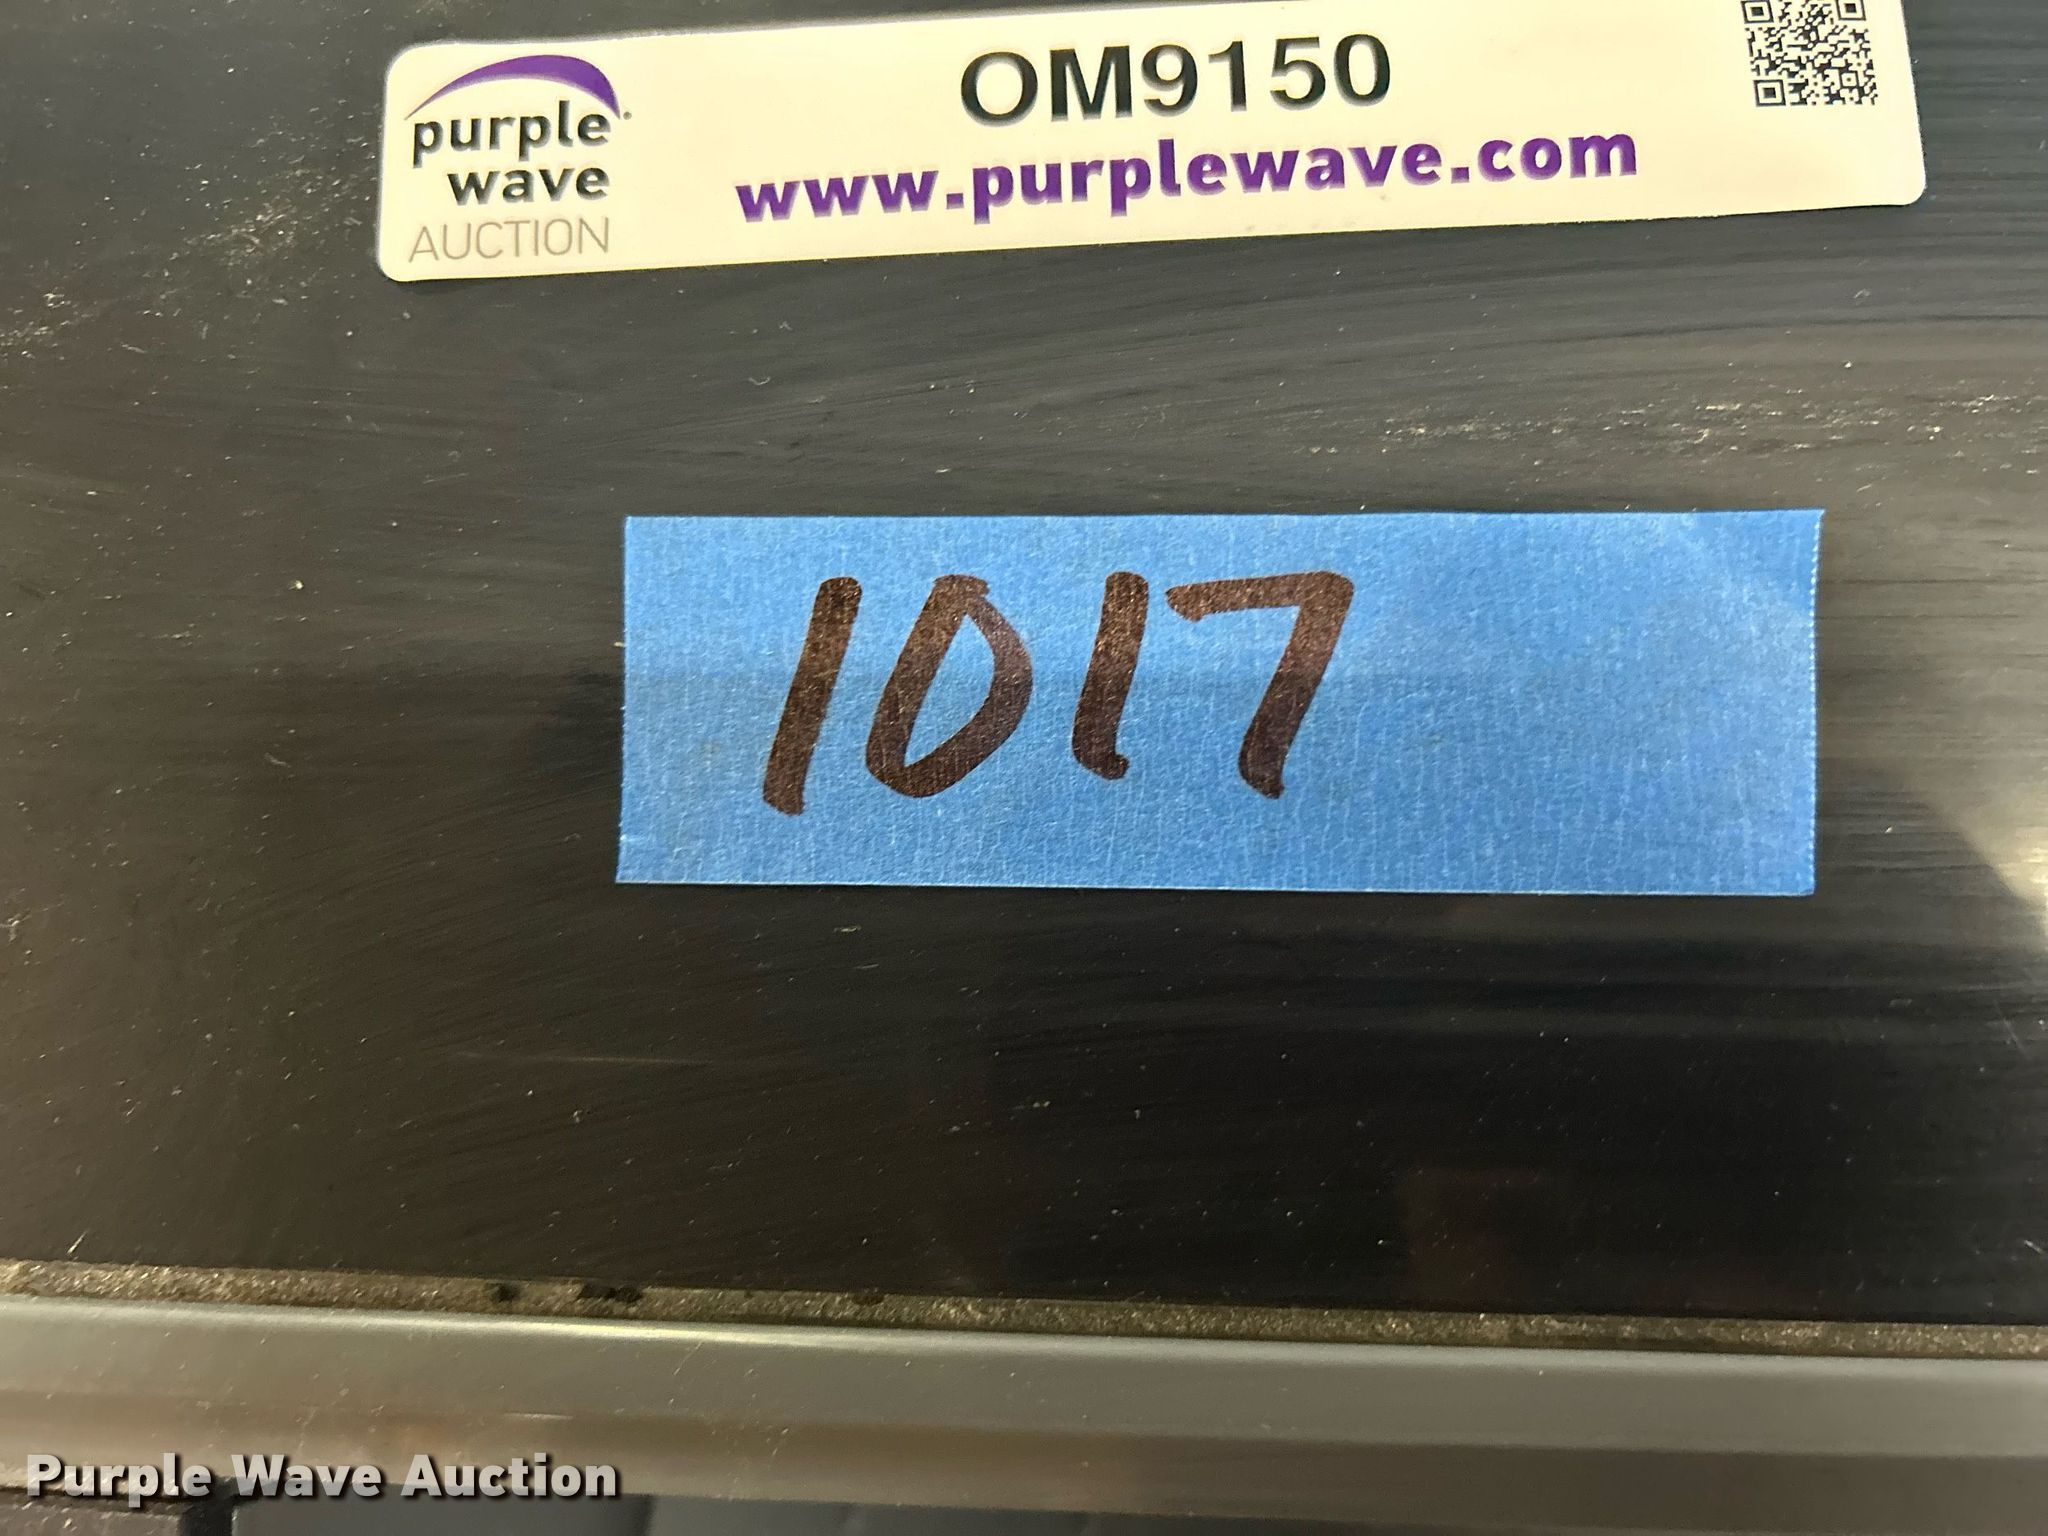 purple
wave
AUCTION
OM9150
www.purplewave.com
1017
Purple Wave Auction